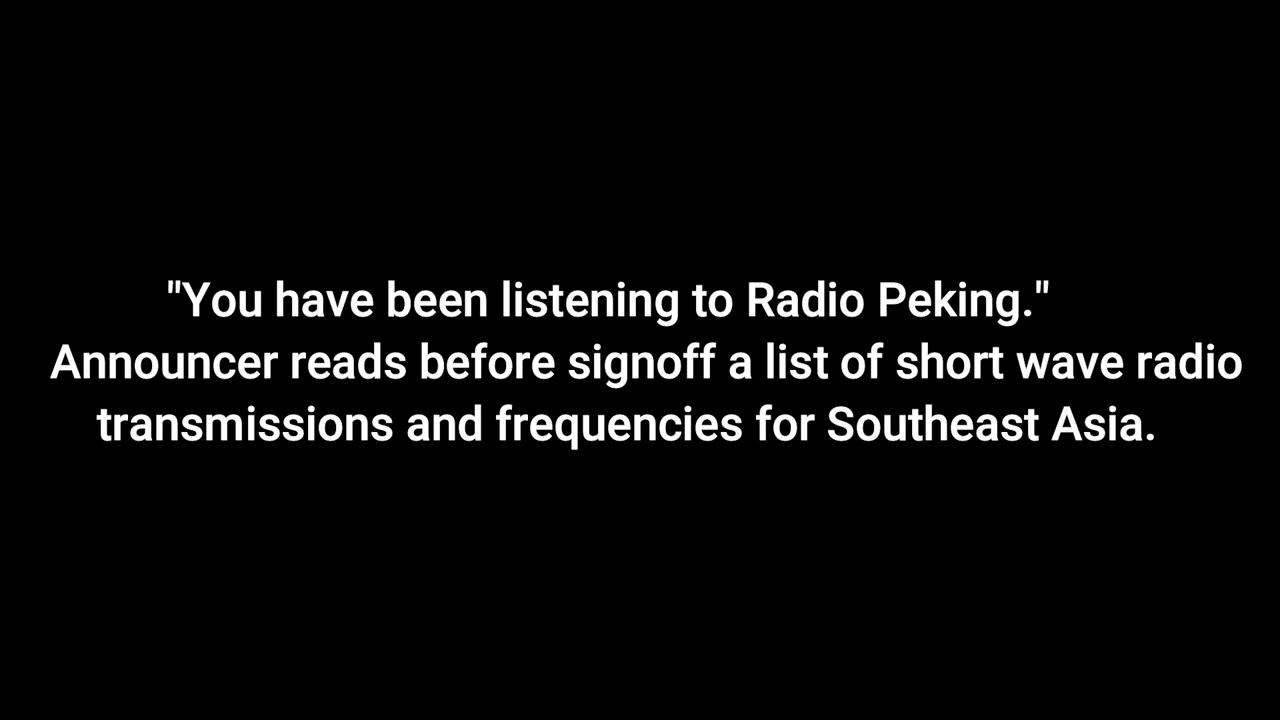 "You have been listening to Radio Peking."
Announcer reads before signoff a list of short wave radio
transmissions and frequencies for Southeast Asia.